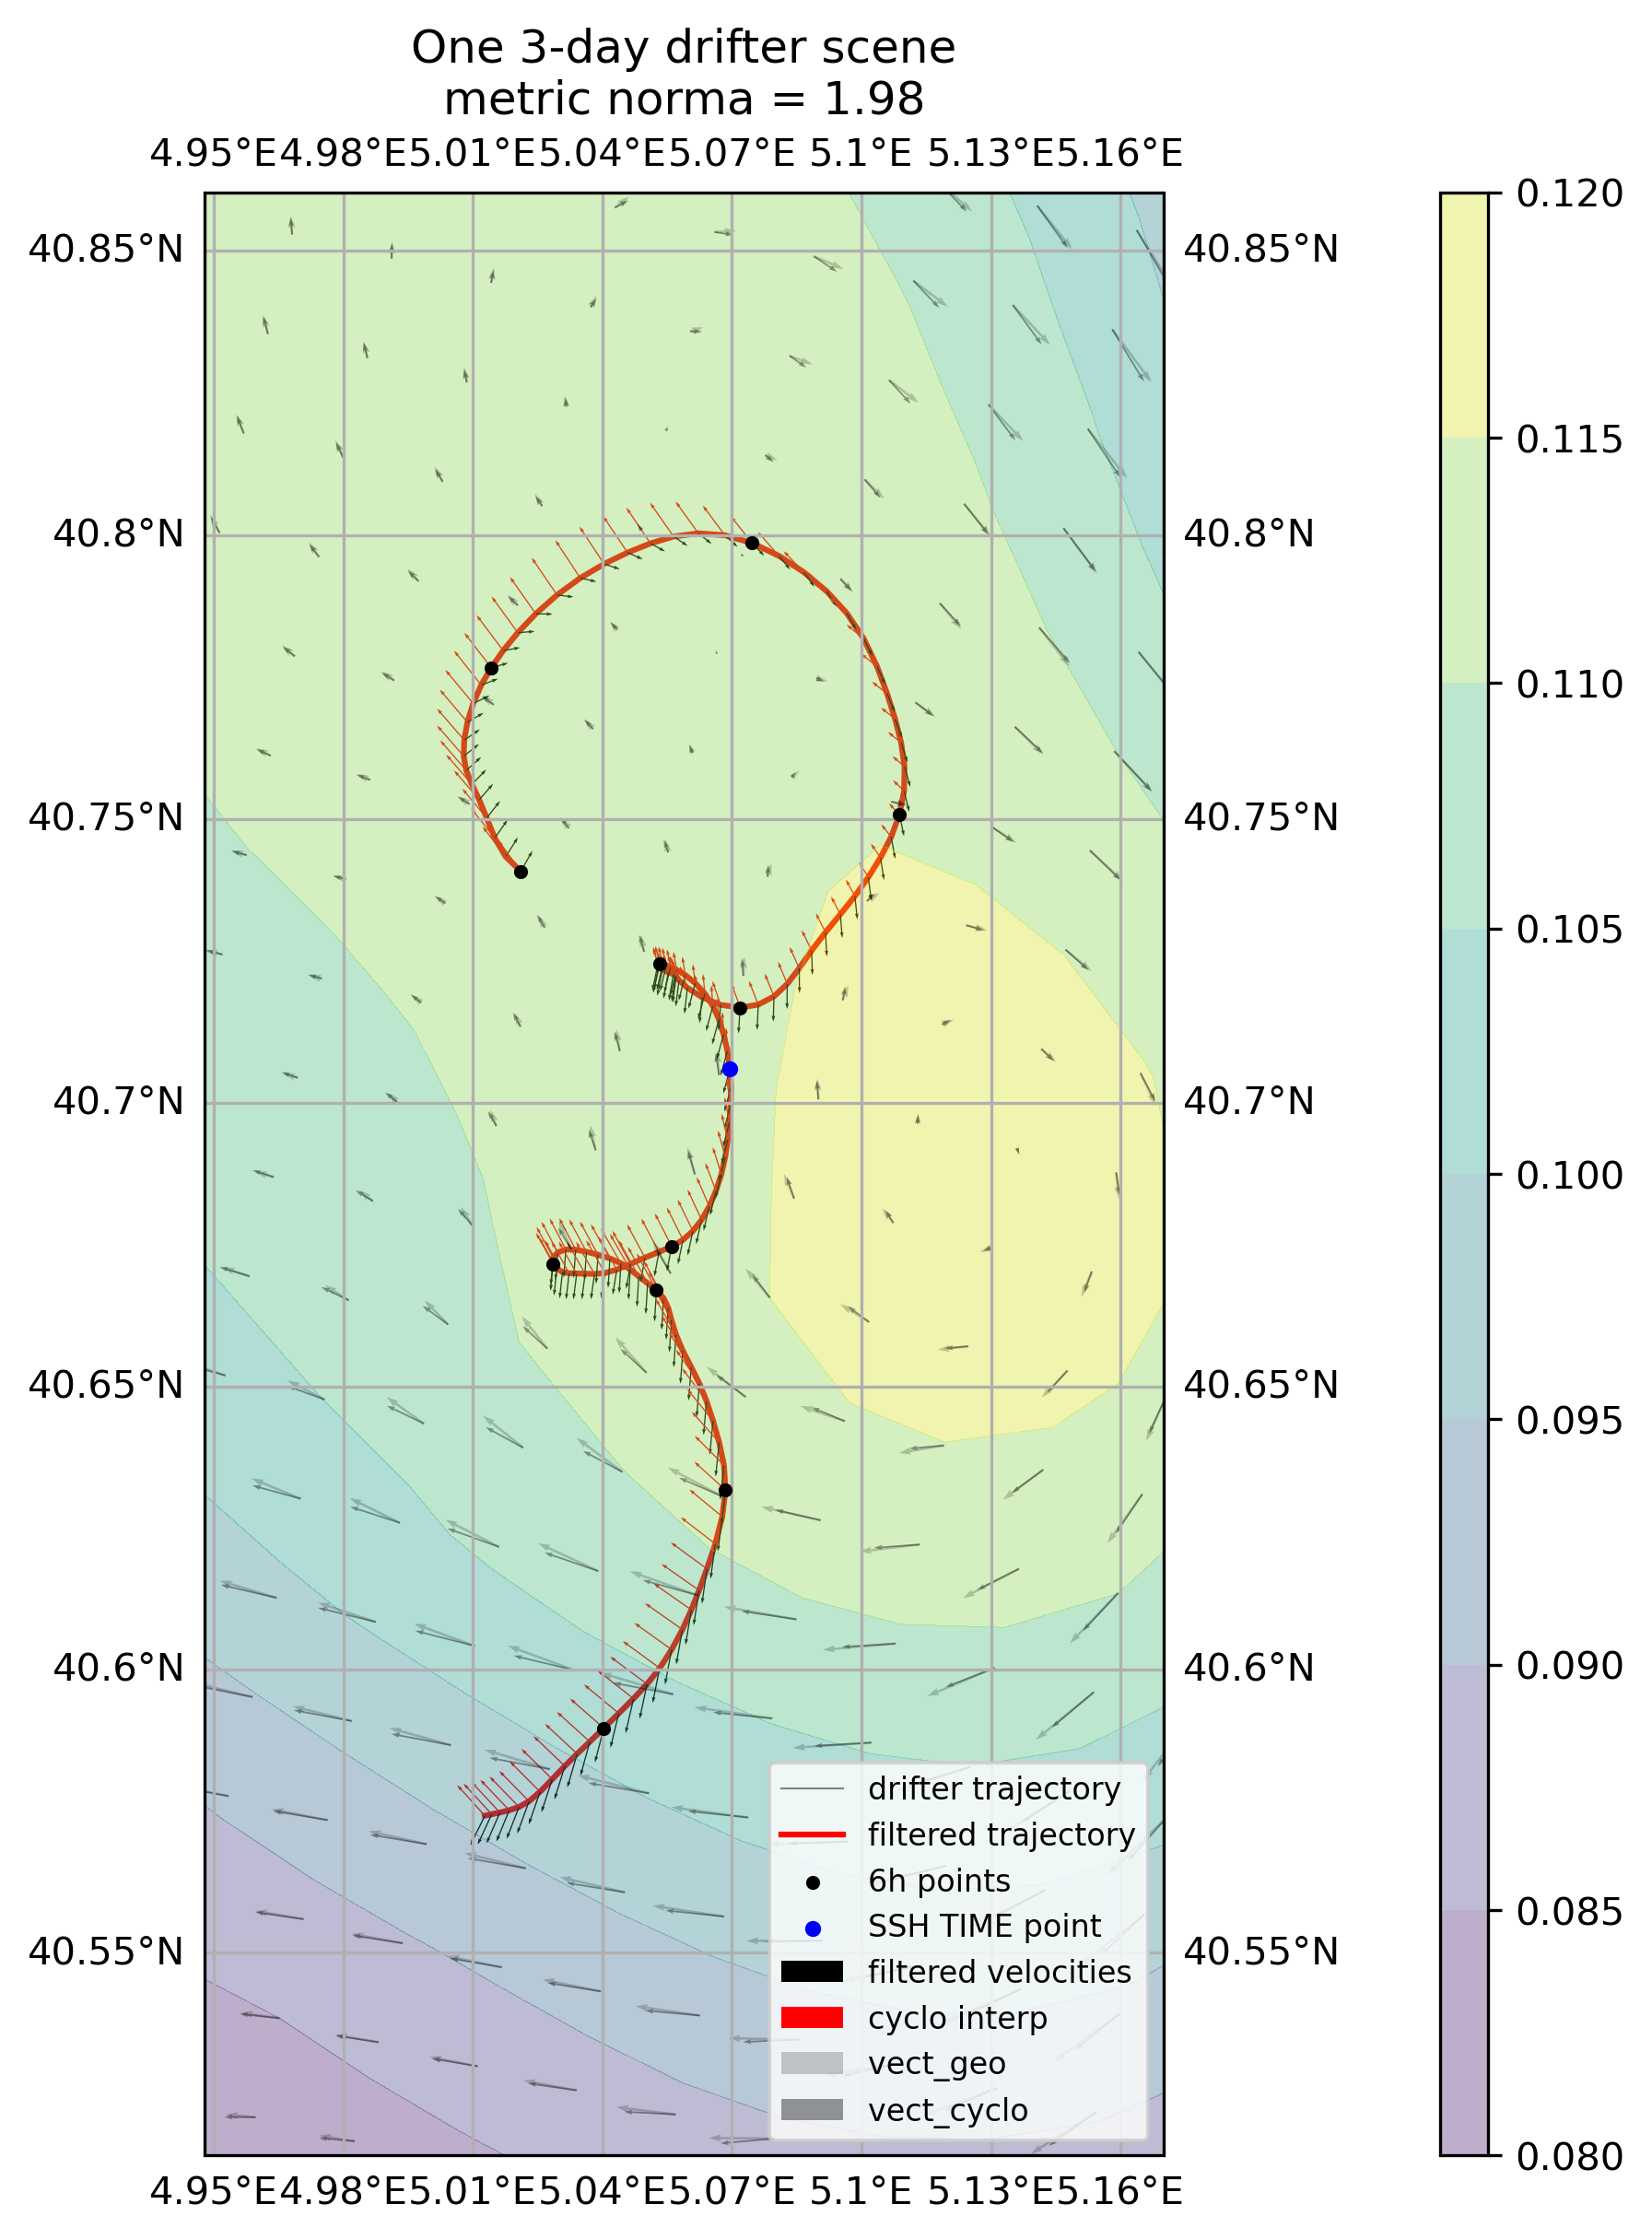 One 3-day drifter scene
metric norma = 1.98
4.95°E 4.98°E 5.01°E 5.04°E 5.07°E 5.1°E 5.13°E 5.16°E
40.85°N 40.85°N
40.8°N 40.8°N
40.75°N 40.75°N
40.7°N 40.7°N
40.65°N 40.65°N
40.6°N 40.6°N
40.55°N 40.55°N
4.95°E 4.98°E 5.01°E 5.04°E 5.07°E 5.1°E 5.13°E 5.16°E
drifter trajectory
filtered trajectory
6h points
SSH TIME point
filtered velocities
cyclo interp
vect_geo
vect_cyclo
0.120
0.115
0.110
0.105
0.100
0.095
0.090
0.085
0.080